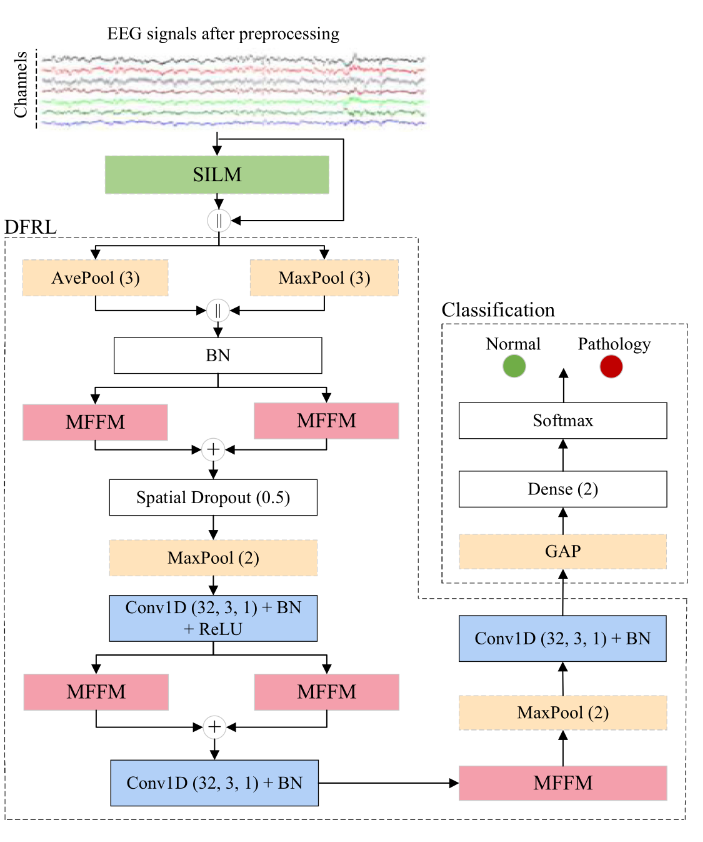 EEG signals after preprocessing
Channels
SILM
||
DFRL
AvePool (3)
MaxPool (3)
||
BN
MFFM
MFFM
+
Spatial Dropout (0.5)
MaxPool (2)
Conv1D (32, 3, 1) + BN
+ ReLU
MFFM
MFFM
+
Conv1D (32, 3, 1) + BN
MFFM
MaxPool (2)
Conv1D (32, 3, 1) + BN
Classification
Normal
Pathology
Softmax
Dense (2)
GAP